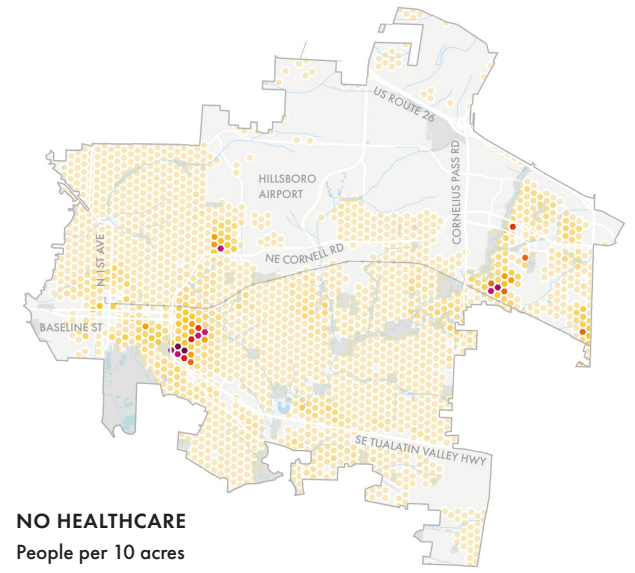 US ROUTE 26
CORNELIUS PASS RD
HILLSBORO
AIRPORT
N 1ST AVE
NE CORNELL RD
BASELINE ST
SE TUALATIN VALLEY HWY
NO HEALTHCARE
People per 10 acres